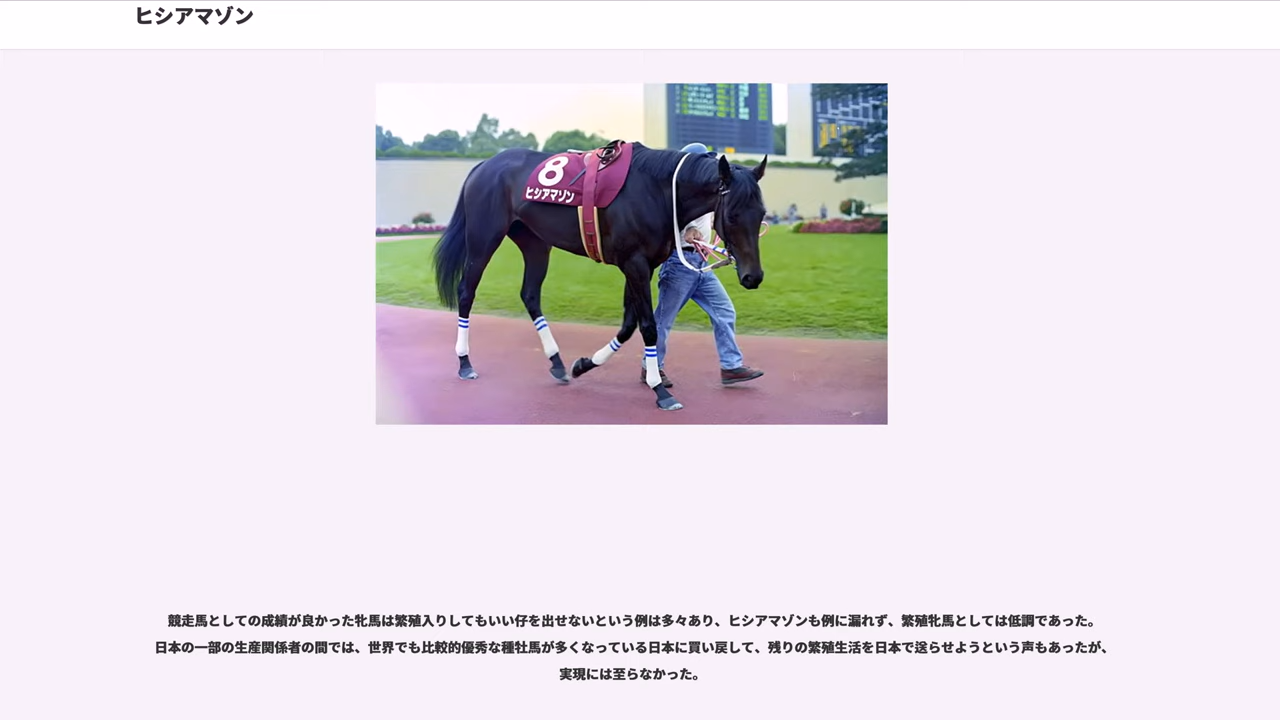 ヒシアマゾン
8
ヒシアマゾン
競走馬としての成績が良かった牝馬は繁殖入りしてもいい仔を出せないという例は多々あり、ヒシアマゾンも例に漏れず、繁殖牝馬としては低調であった。
日本の一部の生産関係者の間では、世界でも比較的優秀な種牡馬が多くなっている日本に買い戻して、残りの繁殖生活を日本で送らせようという声もあったが、
実現には至らなかった。